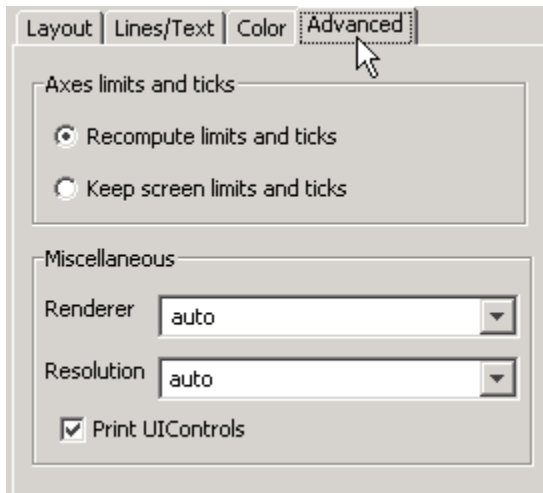 Layout Lines/Text Color Advanced
Axes limits and ticks
Recompute limits and ticks
Keep screen limits and ticks
Miscellaneous
Renderer auto
Resolution auto
Print UIControls